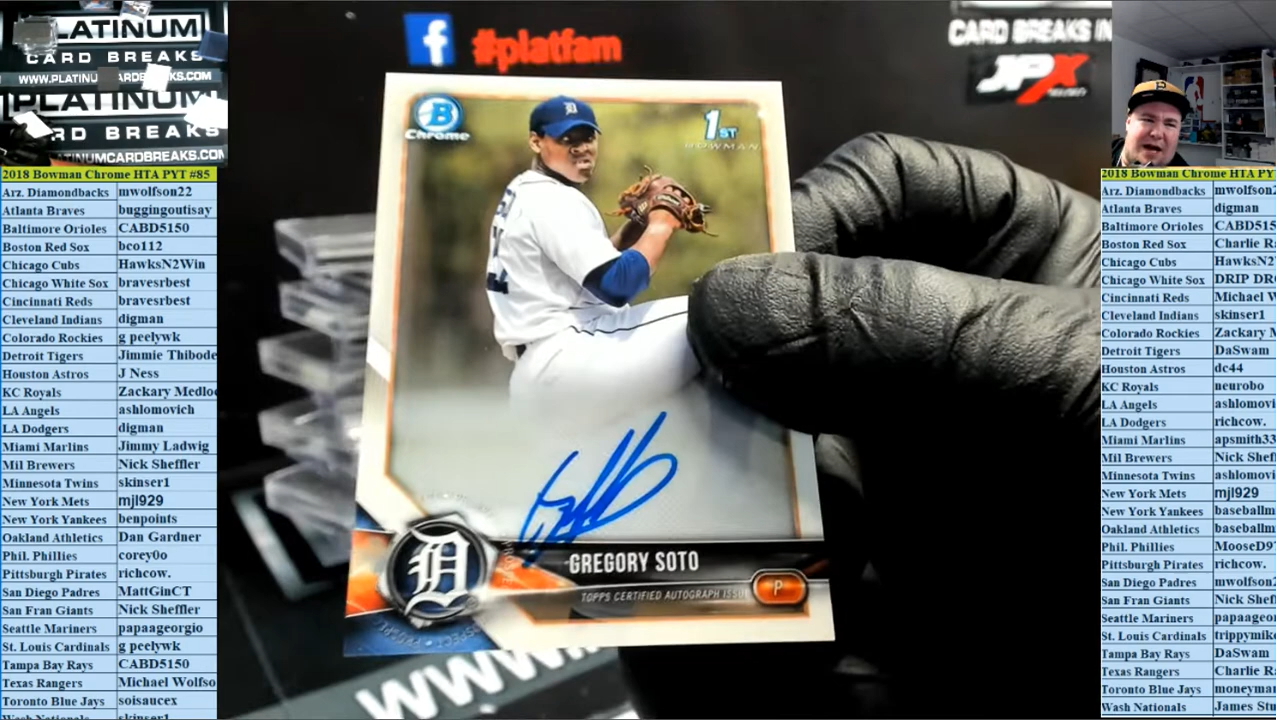 PLATINUM
CARD BREAKS
PLATINUM
#platfam
CARD BREAKS IN
JPX
B
Chrome
1ST
BOWMAN
D
GREGORY SOTO
TOPPS CERTIFIED AUTOGRAPH ISSU
P
www.
2018 Bowman Chrome HTA PYT #85
Arz. Diamondbacks mwolfson22
Atlanta Braves buggingoutisay
Baltimore Orioles CABD5150
Boston Red Sox bco112
Chicago Cubs HawksN2Win
Chicago White Sox bravesrbest
Cincinnati Reds bravesrbest
Cleveland Indians digman
Colorado Rockies g peelywk
Detroit Tigers Jimmie Thibode
Houston Astros J Ness
KC Royals Zackary Medloc
LA Angels ashlomovich
LA Dodgers digman
Miami Marlins Jimmy Ladwig
Mil Brewers Nick Sheffler
Minnesota Twins skinser1
New York Mets mjl929
New York Yankees benpoints
Oakland Athletics Dan Gardner
Phil. Phillies corey0o
Pittsburgh Pirates richcow.
San Diego Padres MattGinCT
San Fran Giants Nick Sheffler
Seattle Mariners papaageorgio
St. Louis Cardinals g peelywk
Tampa Bay Rays CABD5150
Texas Rangers Michael Wolfso
Toronto Blue Jays soisaucex
Wash Nationals skinser1
2018 Bowman Chrome HTA PY
Arz. Diamondbacks mwolfson2
Atlanta Braves digman
Baltimore Orioles CABD515
Boston Red Sox Charlie R
Chicago Cubs HawksN2
Chicago White Sox DRIP DR
Cincinnati Reds Michael W
Cleveland Indians skinser1
Colorado Rockies Zackary
Detroit Tigers DaSwam
Houston Astros dc44
KC Royals neurobo
LA Angels ashlomovi
LA Dodgers richcow.
Miami Marlins apsmith33
Mil Brewers Nick Shef
Minnesota Twins ashlomovi
New York Mets mjl929
New York Yankees baseballm
Oakland Athletics baseballm
Phil. Phillies MooseD9
Pittsburgh Pirates richcow.
San Diego Padres mwolfson2
San Fran Giants Nick Shef
Seattle Mariners papaageo
St. Louis Cardinals trippymik
Tampa Bay Rays DaSwam
Texas Rangers Charlie R
Toronto Blue Jays moneyman
Wash Nationals James Stu